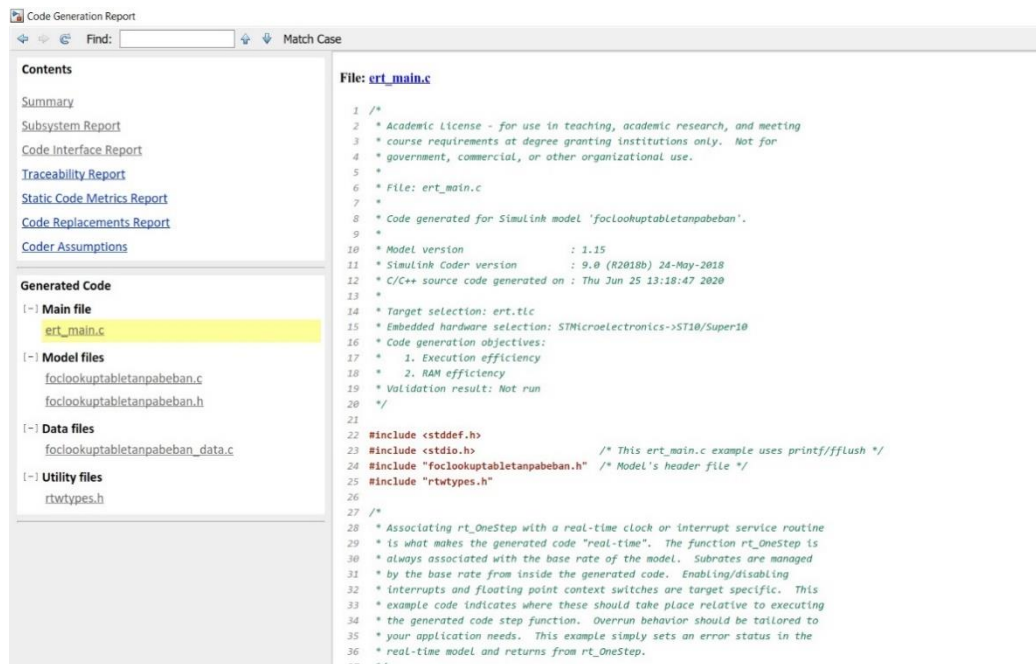 Code Generation Report
Find:
Match Case
Contents
Summary
Subsystem Report
Code Interface Report
Traceability Report
Static Code Metrics Report
Code Replacements Report
Coder Assumptions
Generated Code
[-] Main file
ert_main.c
[-] Model files
foclookuptabletanpabeban.c
foclookuptabletanpabeban.h
[-] Data files
foclookuptabletanpabeban_data.c
[-] Utility files
rtwtypes.h
File: ert_main.c
1 /*
2 * Academic License - for use in teaching, academic research, and meeting
3 * course requirements at degree granting institutions only. Not for
4 * government, commercial, or other organizational use.
5 *
6 * File: ert_main.c
7 *
8 * Code generated for Simulink model 'foclookuptabletanpabeban'.
9 *
10 * Model version : 1.15
11 * Simulink Coder version : 9.0 (R2018b) 24-May-2018
12 * C/C++ source code generated on : Thu Jun 25 13:18:47 2020
13 *
14 * Target selection: ert.tlc
15 * Embedded hardware selection: STMicroelectronics->ST10/Super10
16 * Code generation objectives:
17 * 1. Execution efficiency
18 * 2. RAM efficiency
19 * Validation result: Not run
20 */
21
22 #include <stddef.h>
23 #include <stdio.h> /* This ert_main.c example uses printf/fflush */
24 #include "foclookuptabletanpabeban.h" /* Model's header file */
25 #include "rtwtypes.h"
26
27 /*
28 * Associating rt_OneStep with a real-time clock or interrupt service routine
29 * is what makes the generated code "real-time". The function rt_OneStep is
30 * always associated with the base rate of the model. Subrates are managed
31 * by the base rate from inside the generated code. Enabling/disabling
32 * interrupts and floating point context switches are target specific. This
33 * example code indicates where these should take place relative to executing
34 * the generated code step function. Overrun behavior should be tailored to
35 * your application needs. This example simply sets an error status in the
36 * real-time model and returns from rt_OneStep.